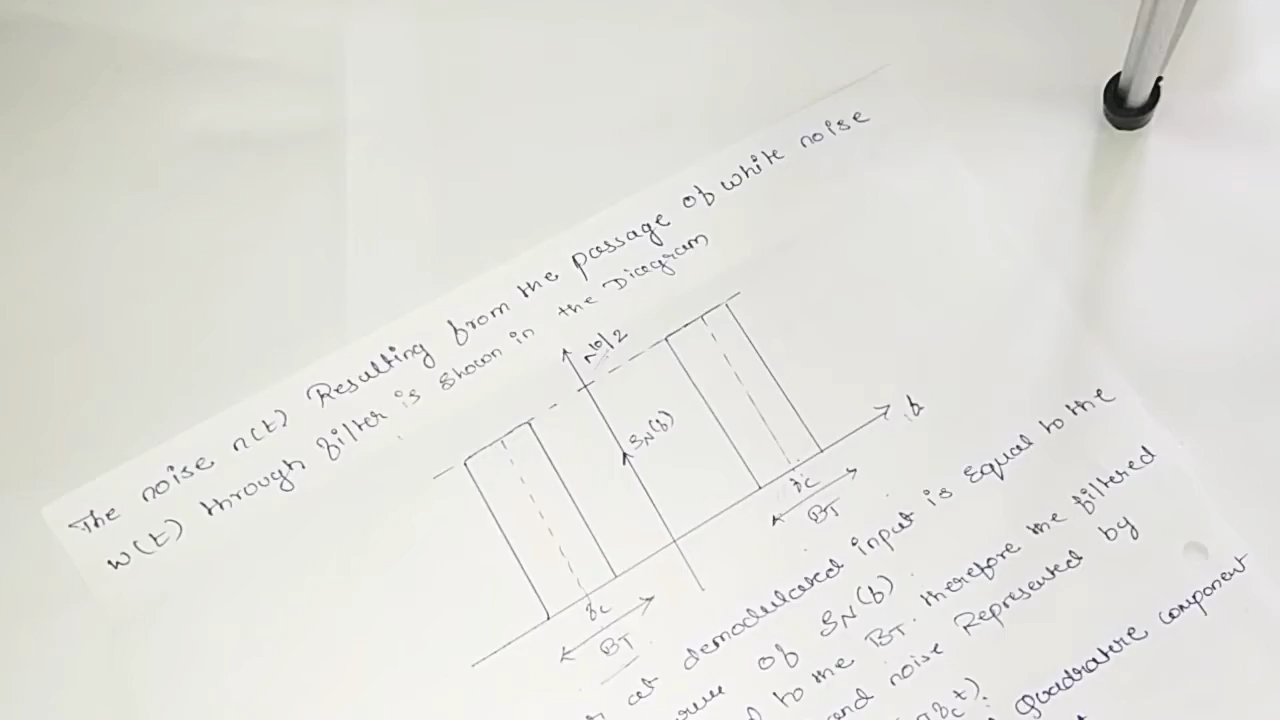 The noise n(t) Resulting from the passage of white noise
w(t) through filter is shown in the Diagram
N0/2
SN(f)
f
fc
BT
fc
BT
at demodulated input is Equal to the
of SN(f)
to the BT. therefore the filtered
and noise Represented by
fct).
Quadrature component